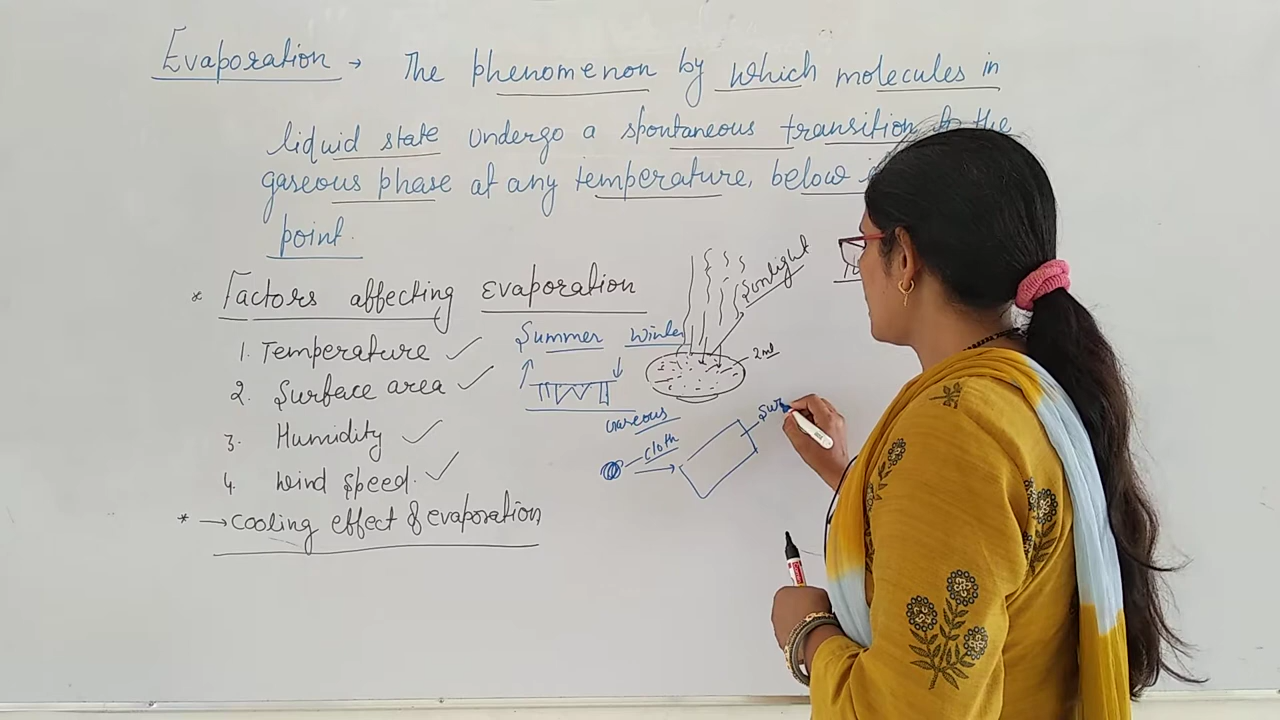 Evaporation → The phenomenon by which molecules in
liquid state undergo a spontaneous transition the
gaseous phase at any temperature, below
point.
* Factors affecting evaporation
1. Temperature ✓
2. Surface area ✓
3. Humidity ✓
4. Wind speed. ✓
* → cooling effect of evaporation
Summer Winter
Sunlight
2ml
Gaseous
cloth